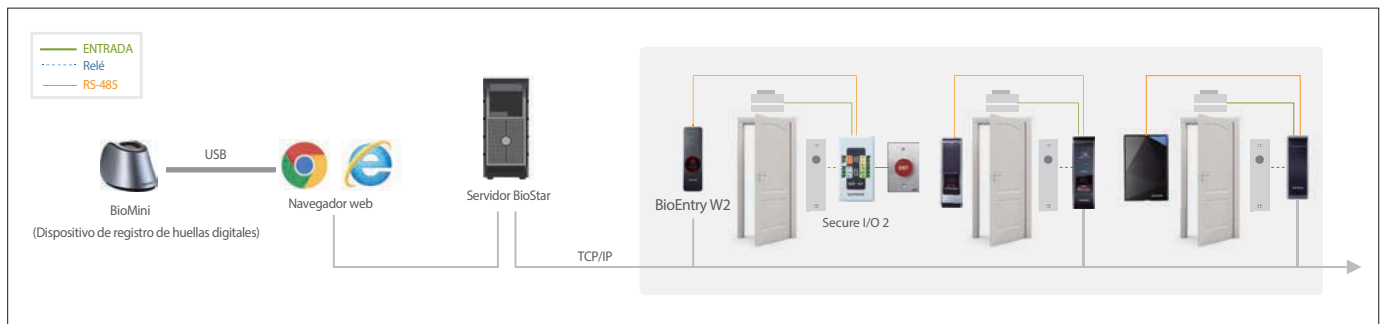 ENTRADA
Relé
RS-485
USB
BioMini
(Dispositivo de registro de huellas digitales)
Navegador web
Servidor BioStar
TCP/IP
BioEntry W2
Secure I/O 2
EXIT